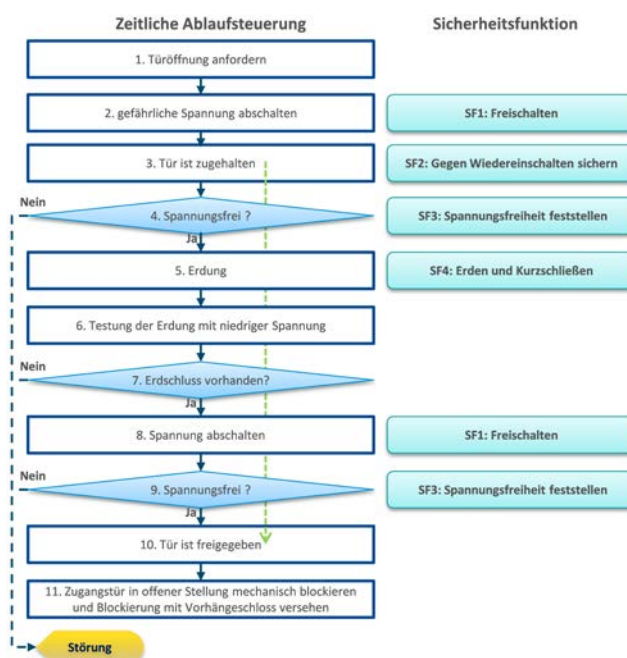 Zeitliche Ablaufsteuerung
Sicherheitsfunktion
1. Türöffnung anfordern
2. gefährliche Spannung abschalten
SF1: Freischalten
3. Tür ist zugehalten
SF2: Gegen Wiedereinschalten sichern
Nein
4. Spannungsfrei ?
SF3: Spannungsfreiheit feststellen
Ja
5. Erdung
SF4: Erden und Kurzschließen
6. Testung der Erdung mit niedriger Spannung
Nein
7. Erdschluss vorhanden?
Ja
8. Spannung abschalten
SF1: Freischalten
Nein
9. Spannungsfrei ?
SF3: Spannungsfreiheit feststellen
Ja
10. Tür ist freigegeben
11. Zugangstür in offener Stellung mechanisch blockieren
und Blockierung mit Vorhängeschloss versehen
Störung